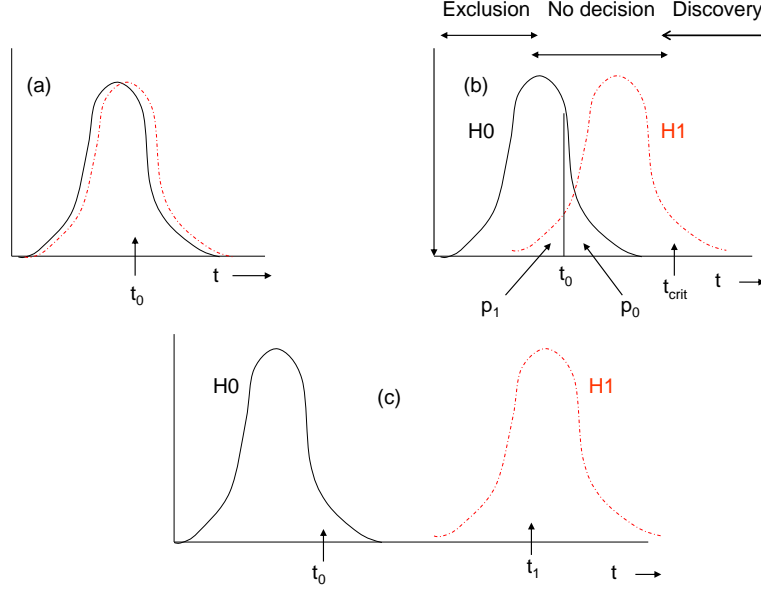 Exclusion No decision Discovery
(a)
(b)
H0
H1
t
t0
t0
tcrit
t
p1
p0
H0
(c)
H1
t0
t1
t